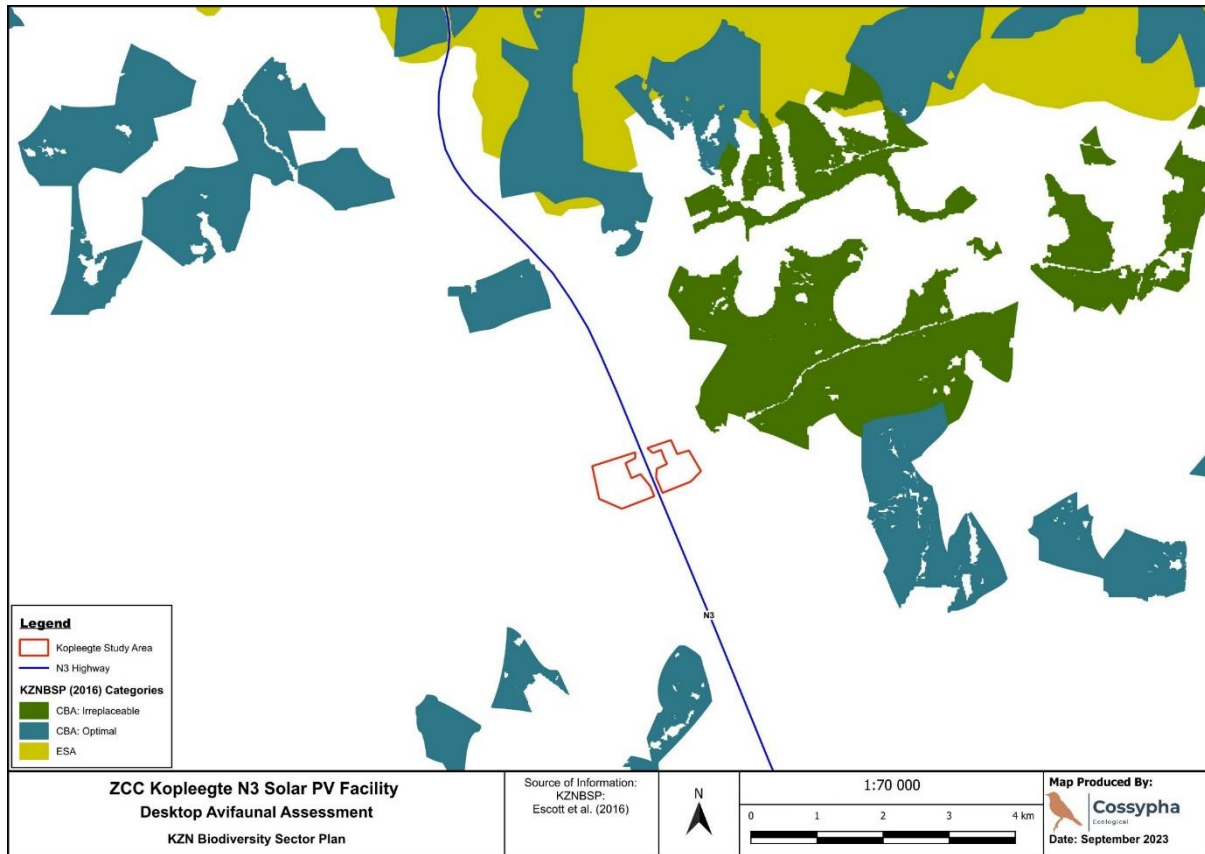 N3
Legend
Kopleegte Study Area
N3 Highway
KZNBSP (2016) Categories
CBA: Irreplaceable
CBA: Optimal
ESA
ZCC Kopleegte N3 Solar PV Facility
Desktop Avifaunal Assessment
KZN Biodiversity Sector Plan
Source of Information:
KZNBSP:
Escott et al. (2016)
N
1:70 000
0 1 2 3 4 km
Map Produced By:
Cossypha
Ecological
Date: September 2023